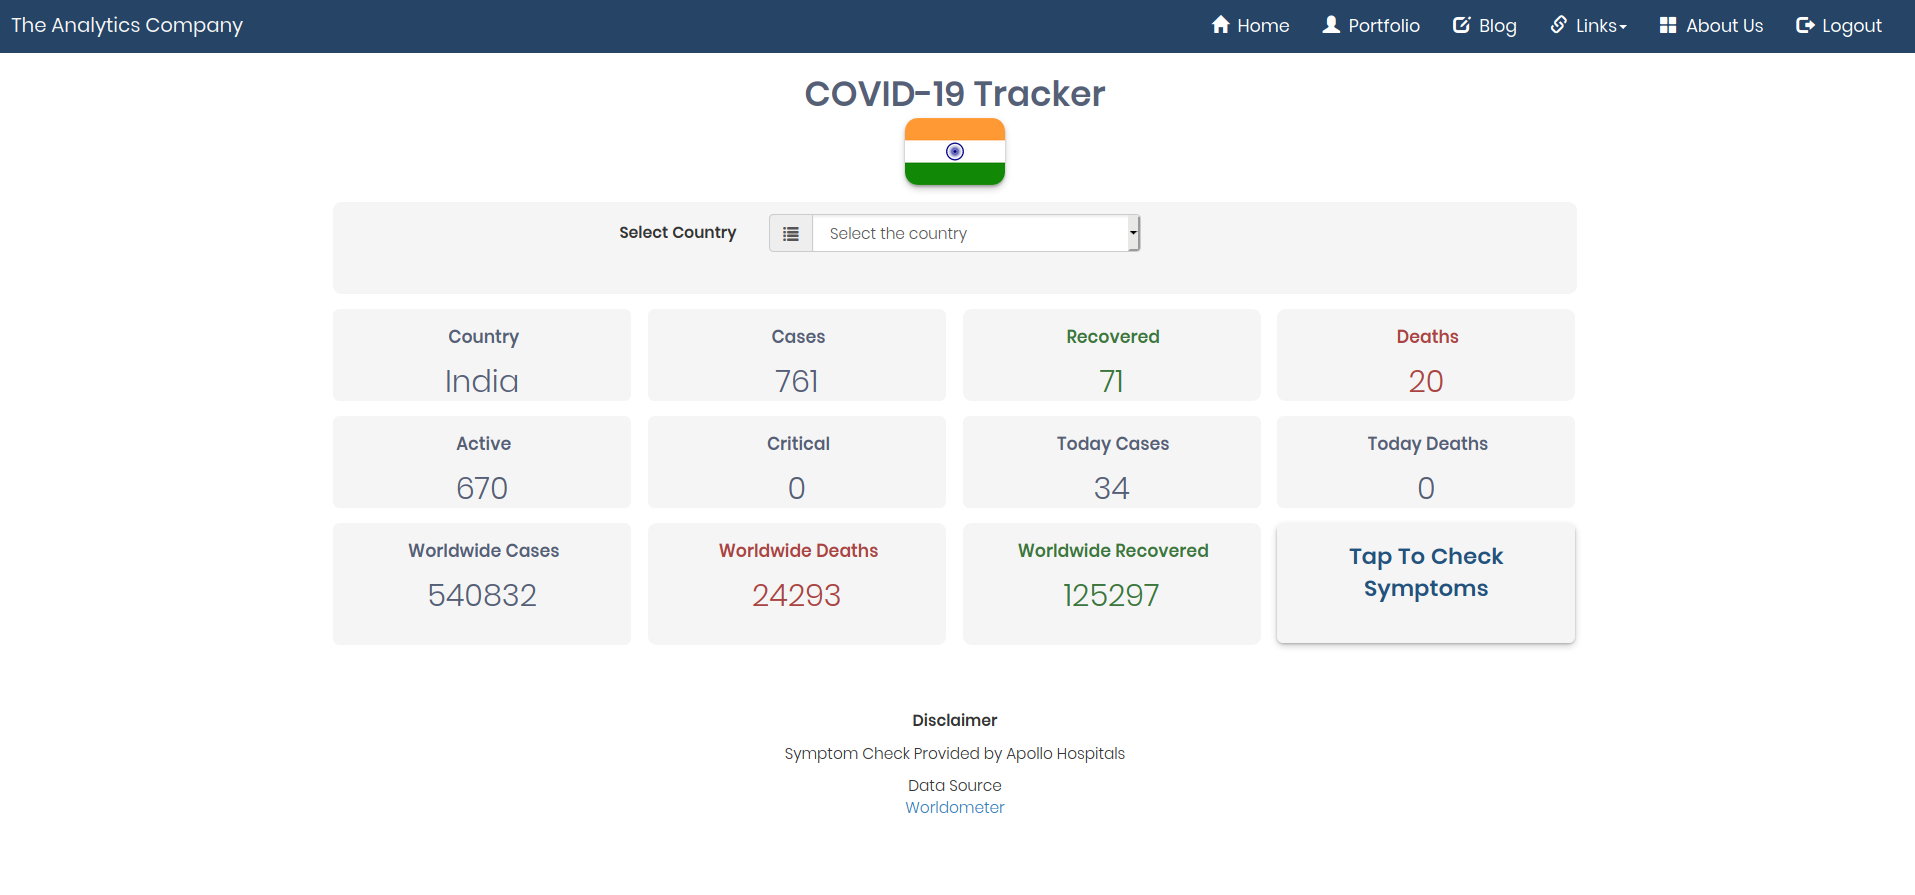 The Analytics Company
Home Portfolio Blog Links About Us Logout
COVID-19 Tracker
Select Country Select the country
Country
India
Cases
761
Recovered
71
Deaths
20
Active
670
Critical
0
Today Cases
34
Today Deaths
0
Worldwide Cases
540832
Worldwide Deaths
24293
Worldwide Recovered
125297
Tap To Check
Symptoms
Disclaimer
Symptom Check Provided by Apollo Hospitals
Data Source
Worldometer